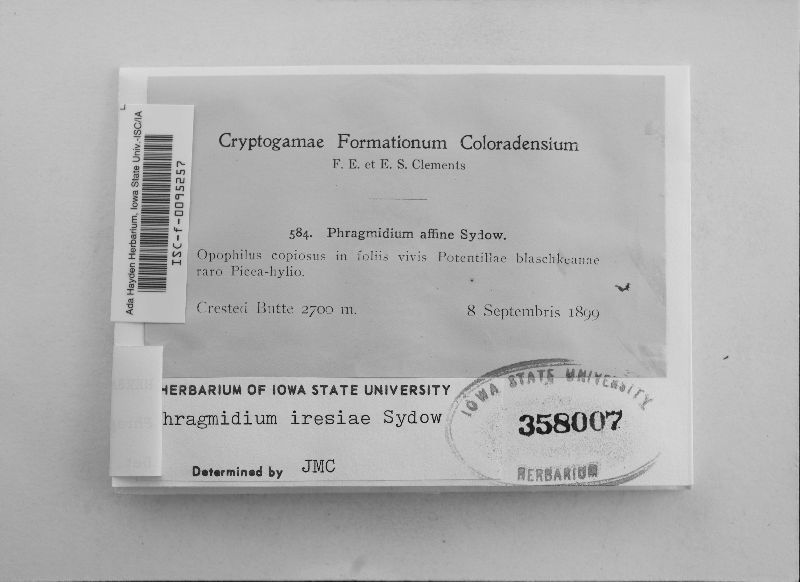 Cryptogamae Formationum Coloradensium
F. E. et E. S. Clements
584. Phragmidium affine Sydow.
Opophilus copiosus in foliis vivis Potentillae blaschkeanae
raro Picea-hylio.
Crested Butte 2700 m. 8 Septembris 1899
Ada Hayden Herbarium, Iowa State Univ.-ISC/IA
ISC-f-0095257
HERBARIUM OF IOWA STATE UNIVERSITY
hragmidium iresiae Sydow
Determined by JMC
IOWA STATE UNIVERSITY
358007
HERBARIUM